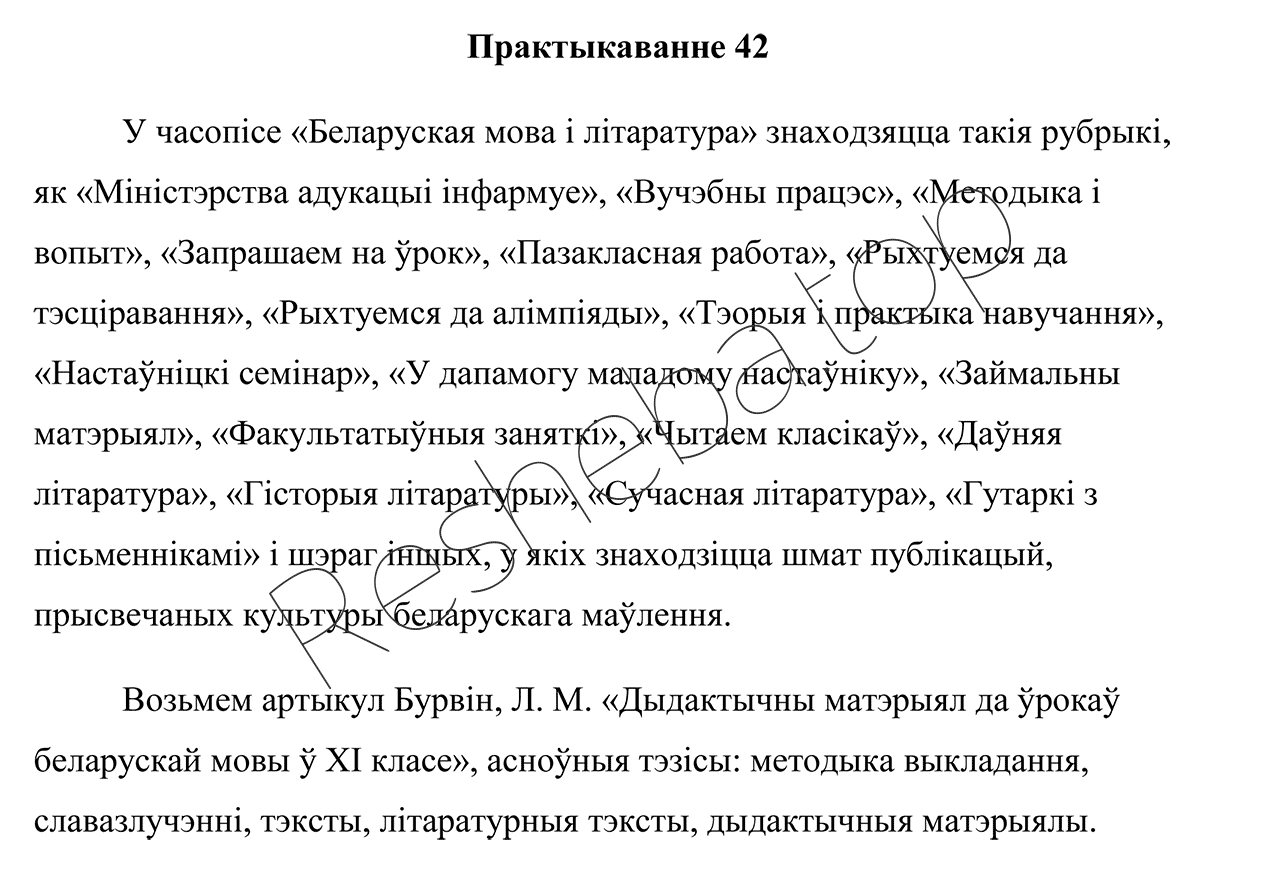 Практыкаванне 42
У часопісе «Беларуская мова і літаратура» знаходзяцца такія рубрыкі,
як «Міністэрства адукацыі інфармуе», «Вучэбны працэс», «Методыка і
вопыт», «Запрашаем на ўрок», «Пазакласная работа», «Рыхтуемся да
тэсціравання», «Рыхтуемся да алімпіяды», «Тэорыя і практыка навучання»,
«Настаўніцкі семінар», «У дапамогу маладому настаўніку», «Займальны
матэрыял», «Факультатыўныя заняткі», «Чытаем класікаў», «Даўняя
літаратура», «Гісторыя літаратуры», «Сучасная літаратура», «Гутаркі з
пісьменнікамі» і шэраг іншых, у якіх знаходзіцца шмат публікацый,
прысвечаных культуры беларускага маўлення.
Возьмем артыкул Бурвін, Л. М. «Дыдактычны матэрыял да ўрокаў
беларускай мовы ў XI класе», асноўныя тэзісы: методыка выкладання,
славазлучэнні, тэксты, літаратурныя тэксты, дыдактычныя матэрыялы.
Resheba top